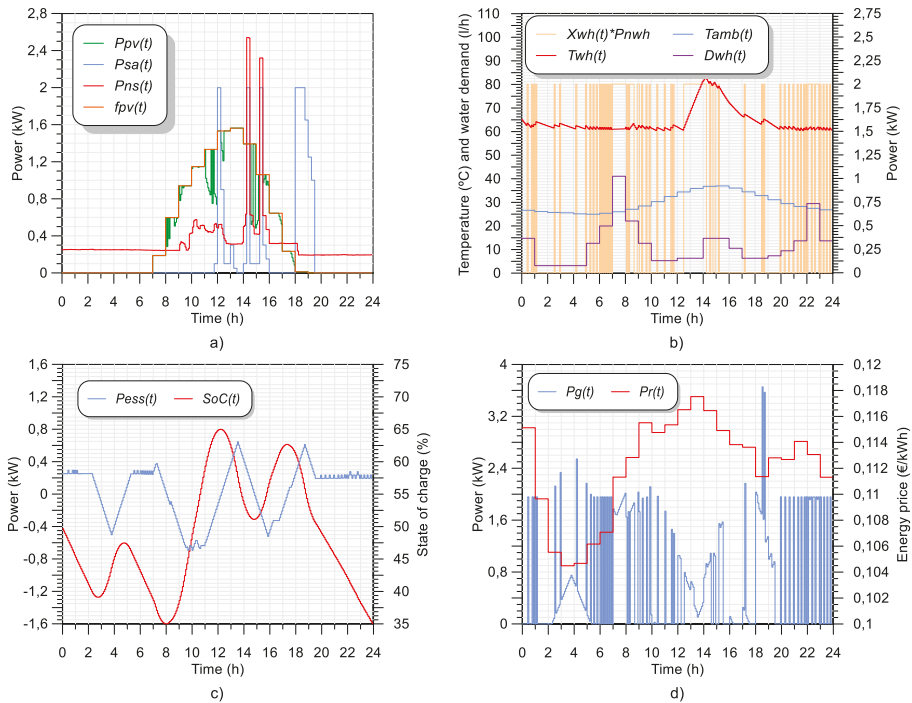 2.8
2.4
2
1.6
1.2
0.8
0.4
0
Power (kW)
Ppv(t)
Psa(t)
Pns(t)
fpv(t)
0 2 4 6 8 10 12 14 16 18 20 22 24
Time (h)
a)
110
100
90
80
70
60
50
40
30
20
10
0
Temperature (ºC) and water demand (l/h)
Xwh(t)*Pnwh Tamb(t)
Twh(t) Dwh(t)
2,75
2,5
2,25
2
1,75
1,5
1,25
1
0,75
0,5
0,25
0
Power (kW)
0 2 4 6 8 10 12 14 16 18 20 22 24
Time (h)
b)
1.6
1.2
0.8
0.4
0
-0.4
-0.8
-1.2
-1.6
Power (kW)
Pess(t) SoC(t)
75
70
65
60
55
50
45
40
35
State of charge (%)
0 2 4 6 8 10 12 14 16 18 20 22 24
Time (h)
c)
4
3.2
2.4
1.6
0.8
0
Power (kW)
Pg(t) Pr(t)
0,12
0,118
0,116
0,114
0,112
0,11
0,108
0,106
0,104
0,102
0,1
Energy price (€/kWh)
0 2 4 6 8 10 12 14 16 18 20 22 24
Time (h)
d)